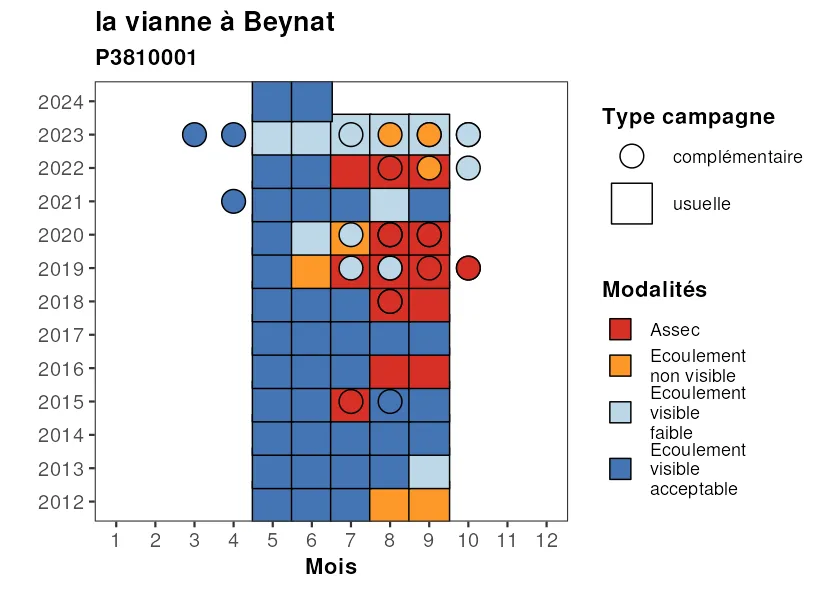 la vianne à Beynat
P3810001
2024
2023
2022
2021
2020
2019
2018
2017
2016
2015
2014
2013
2012
1 2 3 4 5 6 7 8 9 10 11 12
Mois
Type campagne
complémentaire
usuelle
Modalités
Assec
Ecoulement
non visible
Ecoulement
visible
faible
Ecoulement
visible
acceptable